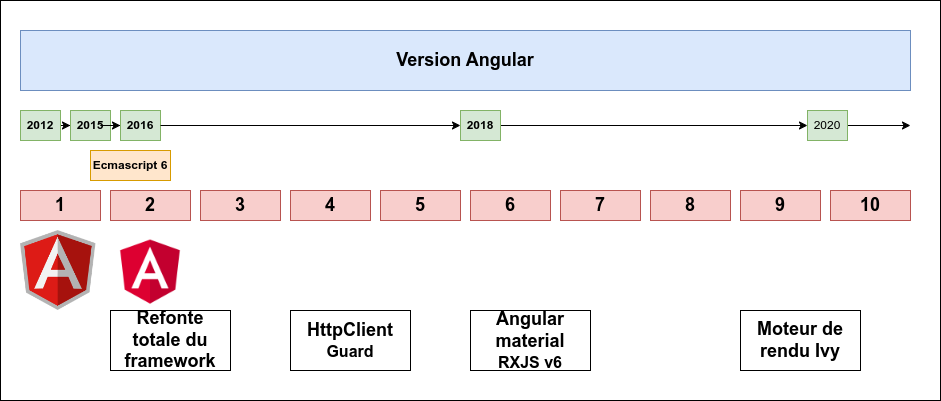 Version Angular
2012 2015 2016 2018 2020
Ecmascript 6
1 2 3 4 5 6 7 8 9 10
A A
Refonte
totale du
framework
HttpClient
Guard
Angular
material
RXJS v6
Moteur de
rendu Ivy